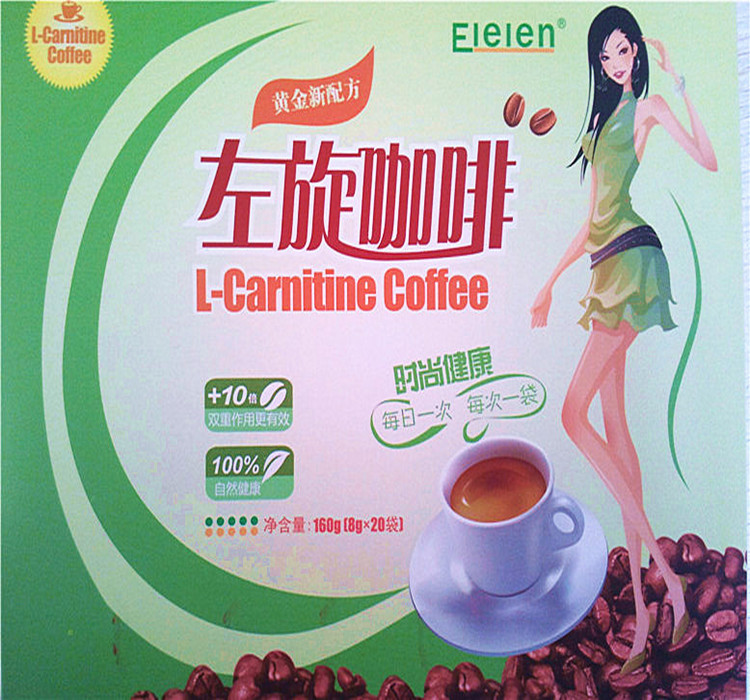 L-Carnitine
Coffee
Elelen®
黄金新配方
左旋咖啡
L-Carnitine Coffee
时尚健康
每日一次 每次一袋
+10倍
双重作用更有效
100%
自然健康
净含量: 160g (8g×20袋)